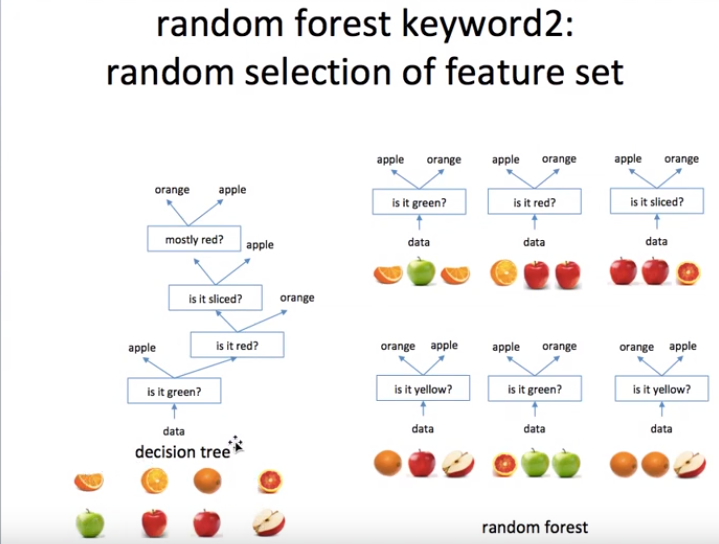 random forest keyword2:
random selection of feature set
orange apple
mostly red?
apple
is it sliced?
orange
is it red?
apple
is it green?
data
decision tree
apple orange
is it green?
data
apple orange
is it red?
data
apple orange
is it sliced?
data
orange apple
is it yellow?
data
apple orange
is it green?
data
orange apple
is it yellow?
data
random forest